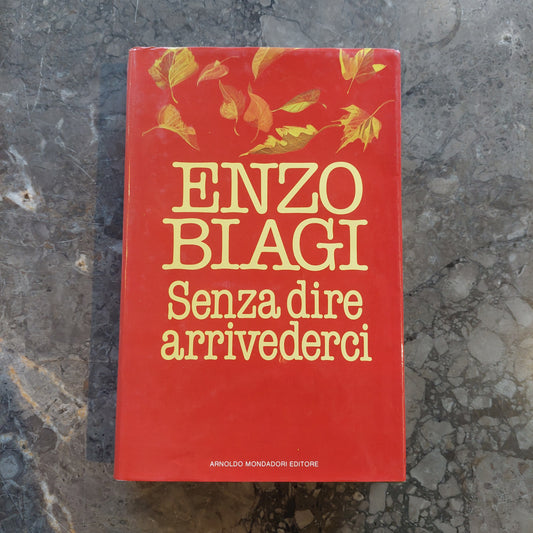 ENZO
BIAGI
Senza dire
arrivederci
ARNOLDO MONDADORI EDITORE